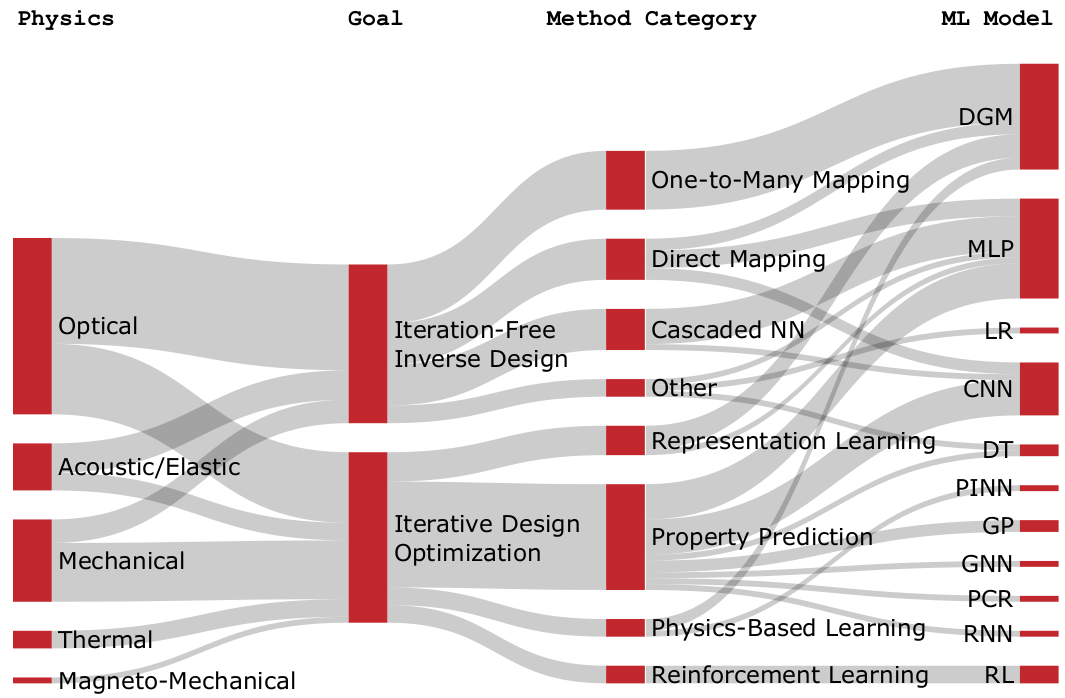 Physics
Goal
Method Category
ML Model
Optical
Acoustic/Elastic
Mechanical
Thermal
Magneto-Mechanical
Iteration-Free
Inverse Design
Iterative Design
Optimization
One-to-Many Mapping
Direct Mapping
Cascaded NN
Other
Representation Learning
Property Prediction
Physics-Based Learning
Reinforcement Learning
DGM
MLP
LR
CNN
DT
PINN
GP
GNN
PCR
RNN
RL